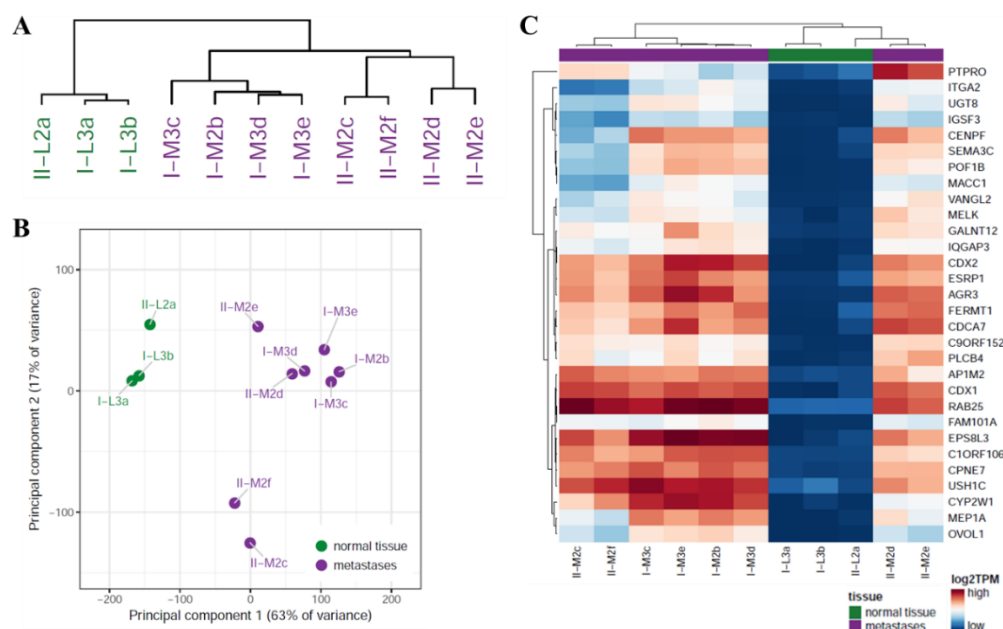 A
II-L2a
I-L3a
I-L3b
I-M3c
I-M2b
I-M3d
I-M3e
II-M2c
II-M2f
II-M2d
II-M2e
B
Principal component 2 (17% of variance)
100
0
-100
II-L2a
I-L3b
I-L3a
II-M2e
I-M3e
I-M3d
I-M2b
II-M2d
I-M3c
II-M2f
II-M2c
normal tissue
metastases
-200
-100
0
100
200
Principal component 1 (63% of variance)
C
PTPRO
ITGA2
UGT8
IGSF3
CENPF
SEMA3C
POF1B
MACC1
VANGL2
MELK
GALNT12
IQGAP3
CDX2
ESRP1
AGR3
FERMT1
CDCA7
C9ORF152
PLCB4
AP1M2
CDX1
RAB25
FAM101A
EPS8L3
C1ORF106
CPNE7
USH1C
CYP2W1
MEP1A
OVOL1
II-M2c
II-M2f
I-M3c
I-M3e
I-M2b
I-M3d
I-L3a
I-L3b
II-L2a
II-M2d
II-M2e
tissue
normal tissue
metastases
log2TPM
high
low